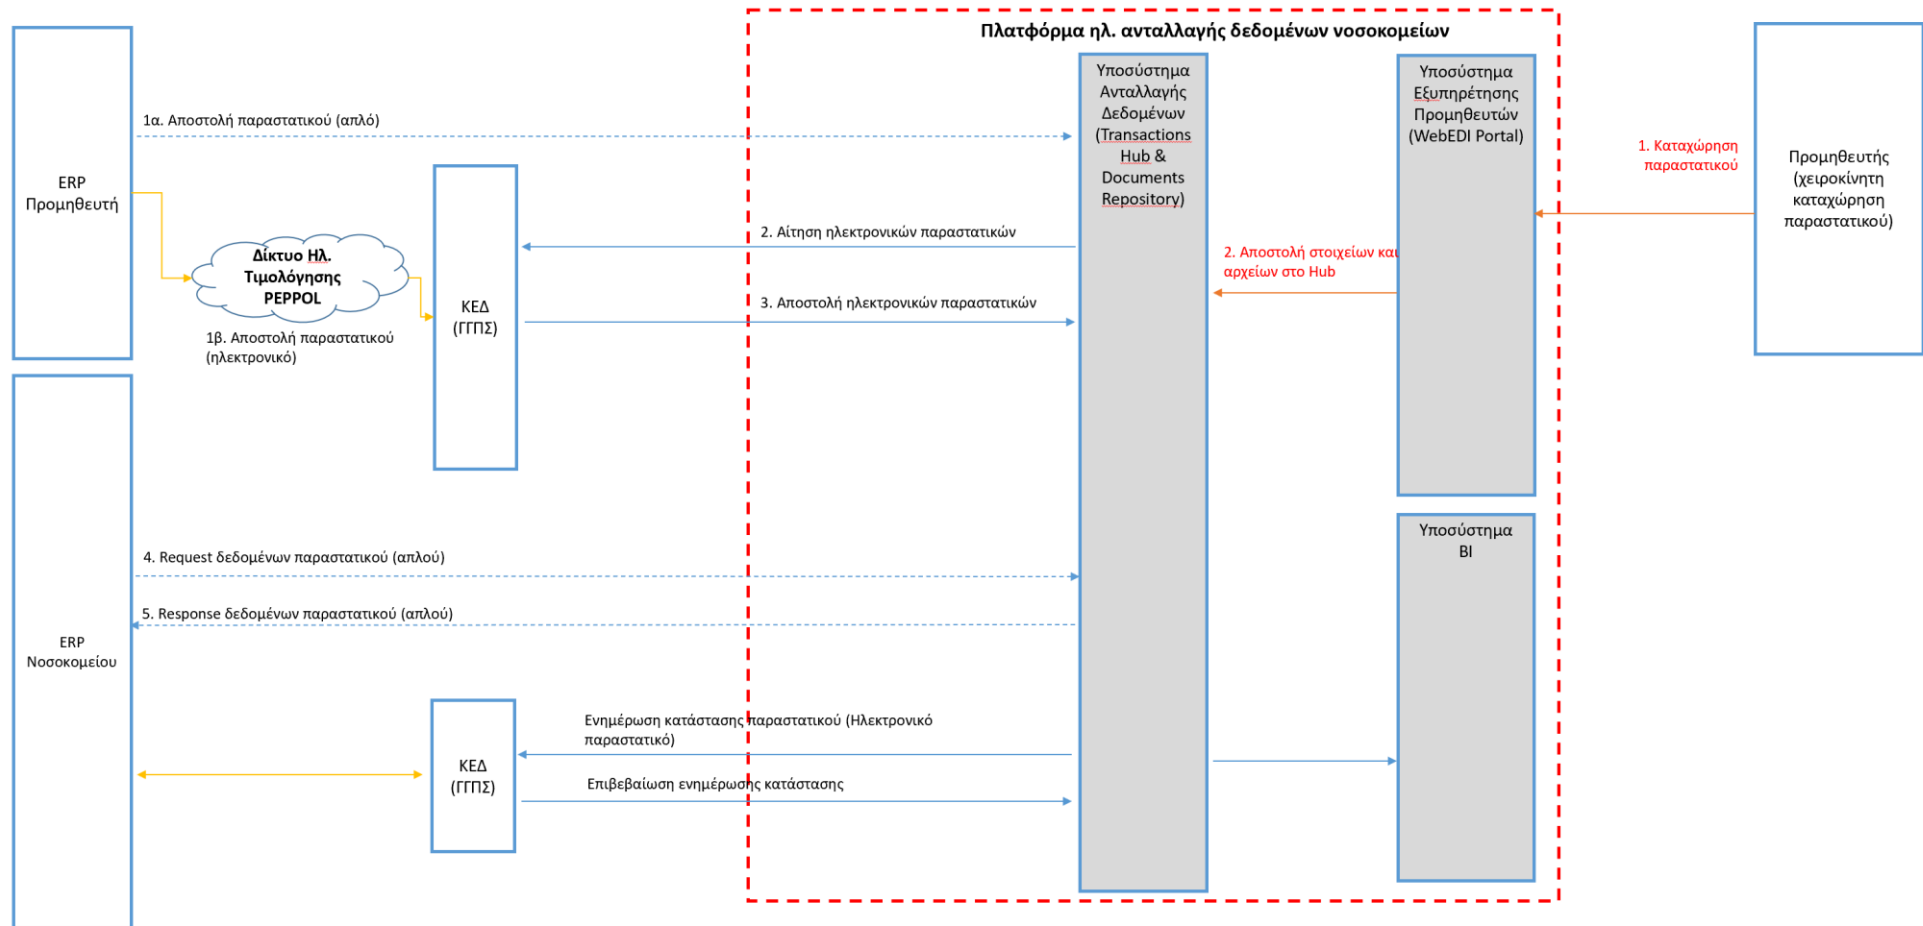 Πλατφόρμα ηλ. ανταλλαγής δεδομένων νοσοκομείων
ERP
Προμηθευτή
1α. Αποστολή παραστατικού (απλό)
Δίκτυο Ηλ.
Τιμολόγησης
PEPPOL
1β. Αποστολή παραστατικού
(ηλεκτρονικό)
ΚΕΔ
(ΓΓΠΣ)
2. Αίτηση ηλεκτρονικών παραστατικών
3. Αποστολή ηλεκτρονικών παραστατικών
Υποσύστημα
Ανταλλαγής
Δεδομένων
(Transactions
Hub &
Documents
Repository)
2. Αποστολή στοιχείων και
αρχείων στο Hub
Υποσύστημα
Εξυπηρέτησης
Προμηθευτών
(WebEDI Portal)
1. Καταχώρηση
παραστατικού
Προμηθευτής
(χειροκίνητη
καταχώρηση
παραστατικού)
ERP
Νοσοκομείου
4. Request δεδομένων παραστατικού (απλού)
5. Response δεδομένων παραστατικού (απλού)
ΚΕΔ
(ΓΓΠΣ)
Ενημέρωση κατάστασης παραστατικού (Ηλεκτρονικό
παραστατικό)
Επιβεβαίωση ενημέρωσης κατάστασης
Υποσύστημα
BI